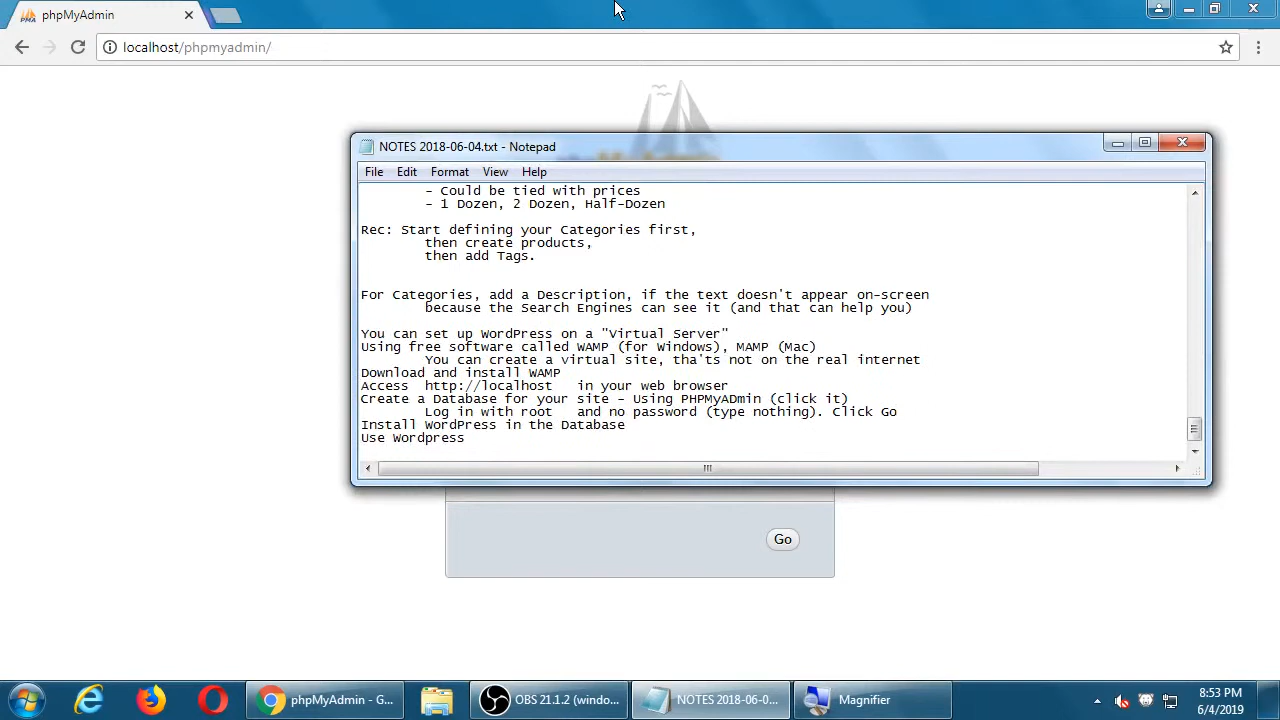 phpMyAdmin
localhost/phpmyadmin/
NOTES 2018-06-04.txt - Notepad
File Edit Format View Help
- Could be tied with prices
- 1 Dozen, 2 Dozen, Half-Dozen
Rec: Start defining your Categories first,
then create products,
then add Tags.
For Categories, add a Description, if the text doesn't appear on-screen
because the Search Engines can see it (and that can help you)
You can set up WordPress on a "Virtual Server"
Using free software called WAMP (for Windows), MAMP (Mac)
You can create a virtual site, tha'ts not on the real internet
Download and install WAMP
Access http://localhost in your web browser
Create a Database for your site - Using PHPMyADmin (click it)
Log in with root and no password (type nothing). Click Go
Install WordPress in the Database
Use Wordpress
Go
phpMyAdmin - G...
OBS 21.1.2 (windo...
NOTES 2018-06-0...
Magnifier
8:53 PM
6/4/2019